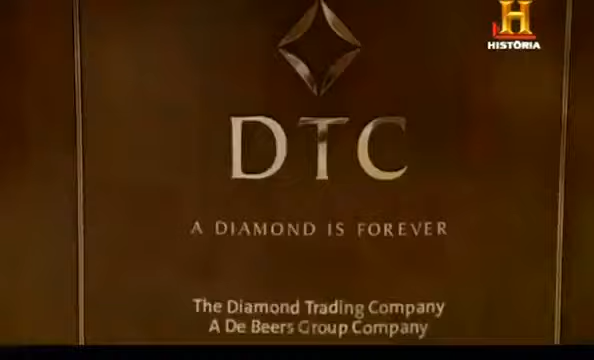 H
HISTÓRIA
DTC
A DIAMOND IS FOREVER
The Diamond Trading Company
A De Beers Group Company